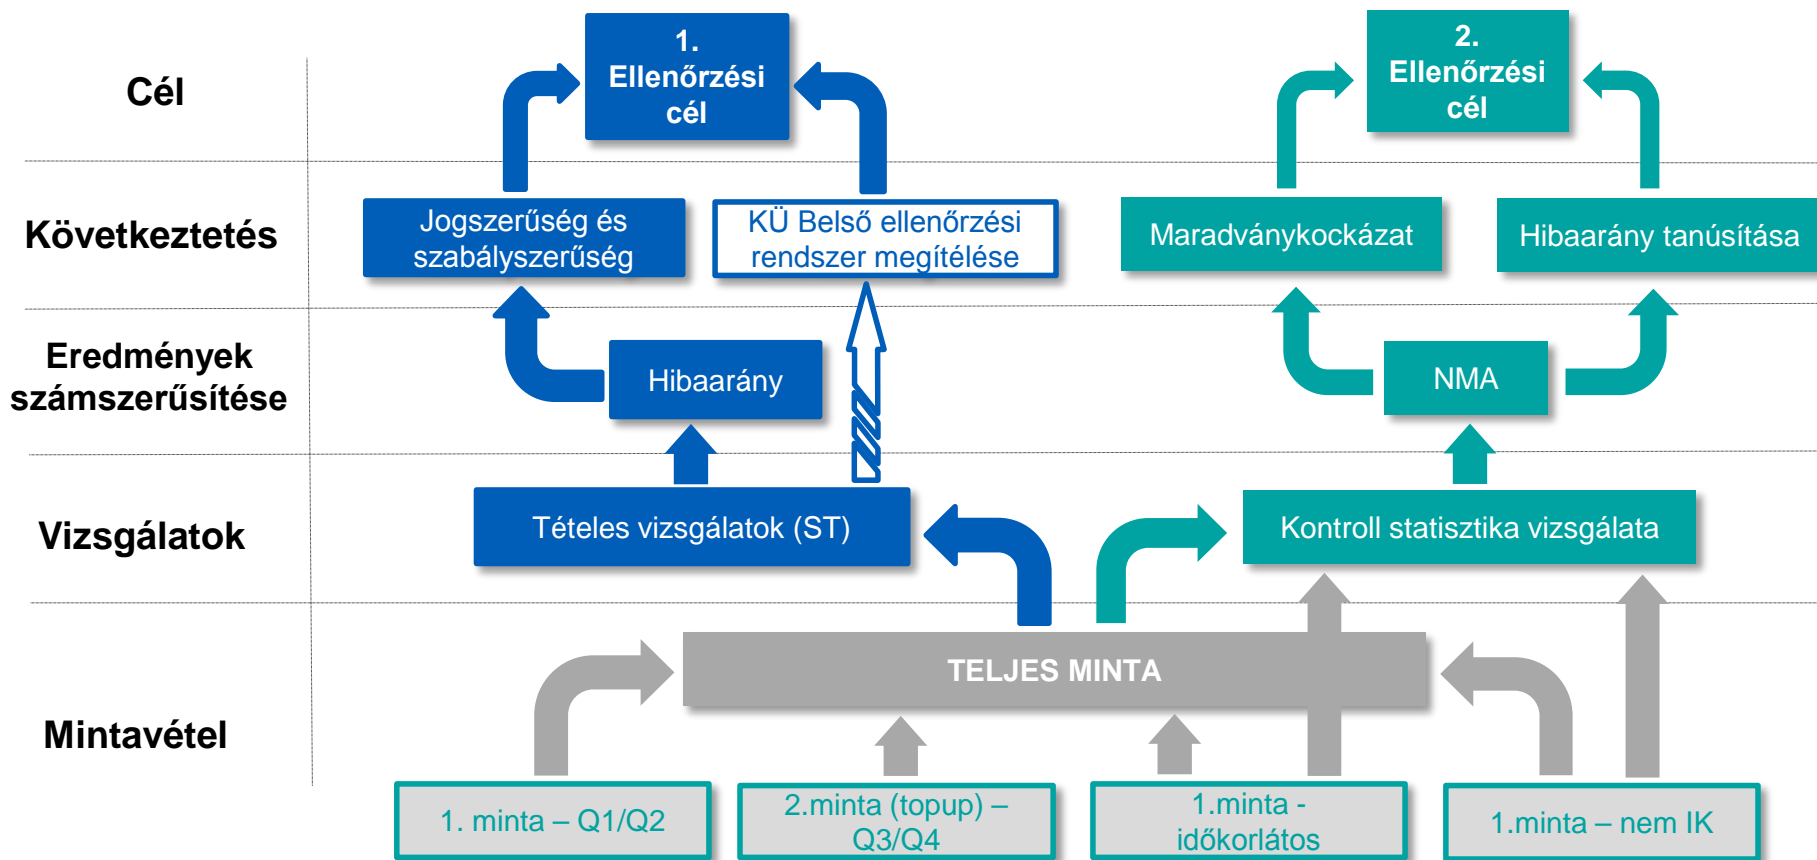 Cél
1.
Ellenőrzési
cél
2.
Ellenőrzési
cél
Következtetés
Jogszerűség és
szabályszerűség
KÜ Belső ellenőrzési
rendszer megítélése
Maradványkockázat
Hibaarány tanúsítása
Eredmények
számszerűsítése
Hibaarány
NMA
Vizsgálatok
Tételes vizsgálatok (ST)
Kontroll statisztika vizsgálata
Mintavétel
TELJES MINTA
1. minta – Q1/Q2
2.minta (topup) –
Q3/Q4
1.minta -
időkorlátos
1.minta – nem IK